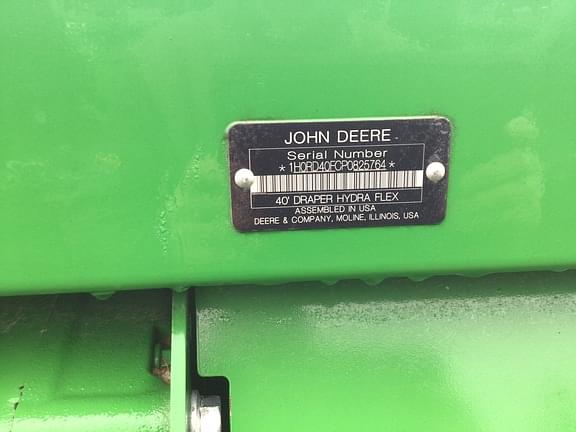 JOHN DEERE
Serial Number
*1H0RD40FCP0825764*
40' DRAPER HYDRA FLEX
ASSEMBLED IN USA
DEERE & COMPANY, MOLINE, ILLINOIS, USA